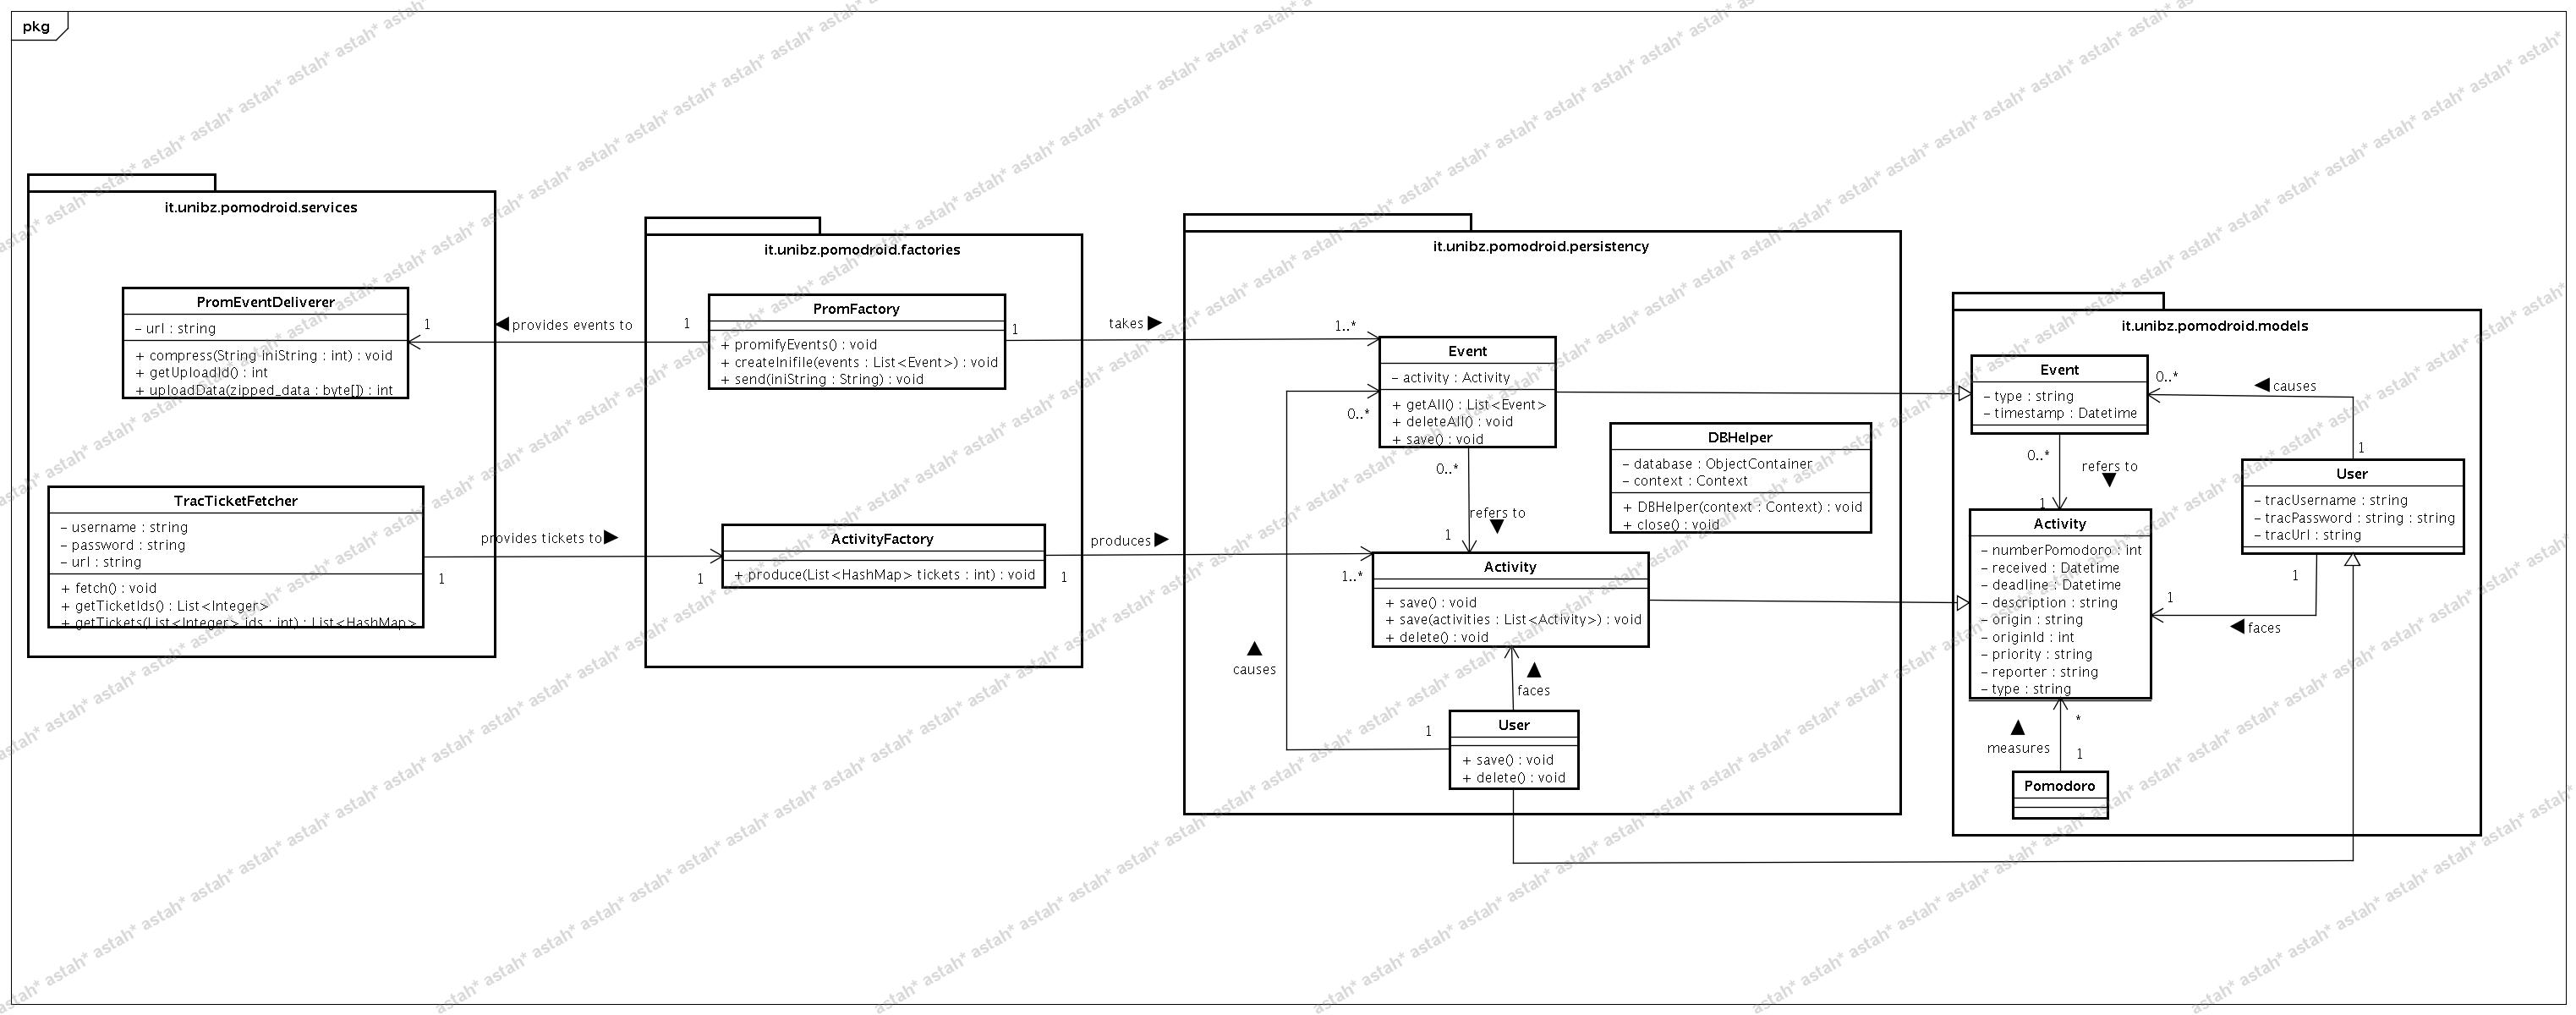 pkg
it.unibz.pomodroid.services
PromEventDeliverer
– url : string
+ compress(String iniString : int) : void
+ getUploadId() : int
+ uploadData(zipped_data : byte[]) : int
TracTicketFetcher
– username : string
– password : string
– url : string
+ fetch() : void
+ getTicketIds() : List<Integer>
+ getTickets(List<Integer> ids : int) : List<HashMap>
1
provides events to
1
provides tickets to
1
1
it.unibz.pomodroid.factories
PromFactory
+ promifyEvents() : void
+ createInifile(events : List<Event>) : void
+ send(iniString : String) : void
ActivityFactory
+ produce(List<HashMap> tickets : int) : void
1
takes
1..*
1
produces
1..*
it.unibz.pomodroid.persistency
Event
– activity : Activity
+ getAll() : List<Event>
+ deleteAll() : void
+ save() : void
0..*
0..*
refers to
1
DBHelper
– database : ObjectContainer
– context : Context
+ DBHelper(context : Context) : void
+ close() : void
Activity
+ save() : void
+ save(activities : List<Activity>) : void
+ delete() : void
causes
faces
1
User
+ save() : void
+ delete() : void
it.unibz.pomodroid.models
Event
– type : string
– timestamp : Datetime
0..*
causes
1
0..*
refers to
1
User
– tracUsername : string
– tracPassword : string : string
– tracUrl : string
1
1
faces
Activity
– numberPomodoro : int
– received : Datetime
– deadline : Datetime
– description : string
– origin : string
– originId : int
– priority : string
– reporter : string
– type : string
*
measures
1
Pomodoro
astah* astah* astah* astah* astah* astah* astah* astah*